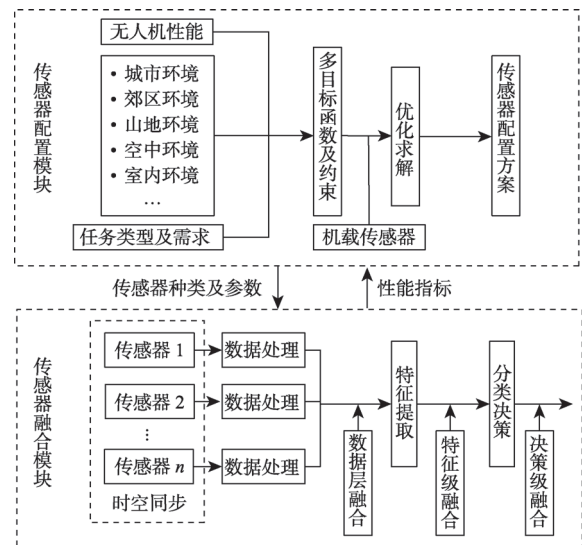 传感器配置模块
无人机性能
• 城市环境
• 郊区环境
• 山地环境
• 空中环境
• 室内环境
…
任务类型及需求
多目标函数及约束
机载传感器
优化求解
传感器配置方案
传感器种类及参数
性能指标
传感器融合模块
传感器 1
数据处理
传感器 2
数据处理
⋮
传感器 n
数据处理
时空同步
数据层融合
特征提取
特征级融合
分类决策
决策级融合